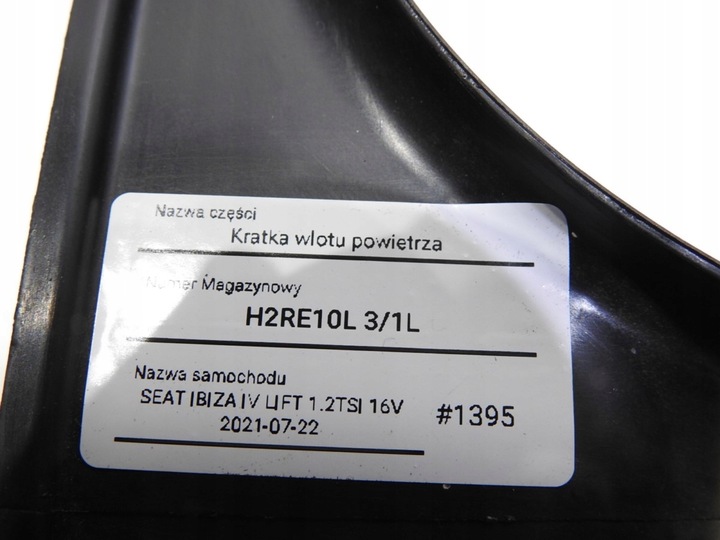 Nazwa części
Kratka wlotu powietrza
Numer Magazynowy
H2RE10L 3/1L
Nazwa samochodu
SEAT IBIZA IV LIFT 1.2TSI 16V
#1395
2021-07-22